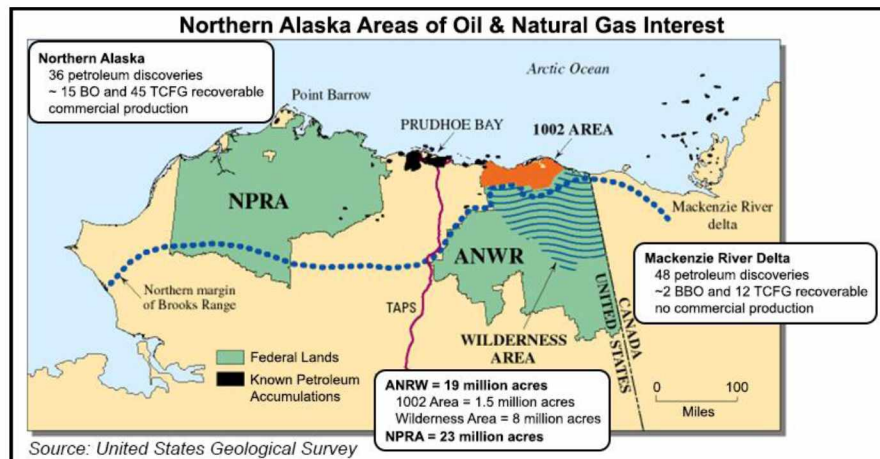 Northern Alaska Areas of Oil & Natural Gas Interest
Northern Alaska
36 petroleum discoveries
~ 15 BO and 45 TCFG recoverable
commercial production
Arctic Ocean
Point Barrow
PRUDHOE BAY
1002 AREA
NPRA
Mackenzie River
delta
ANWR
Mackenzie River Delta
48 petroleum discoveries
~2 BBO and 12 TCFG recoverable
no commercial production
Northern margin
of Brooks Range
TAPS
WILDERNESS
AREA
CANADA
UNITED STATES
Federal Lands
Known Petroleum
Accumulations
ANRW = 19 million acres
1002 Area = 1.5 million acres
Wilderness Area = 8 million acres
NPRA = 23 million acres
0 100
Miles
Source: United States Geological Survey